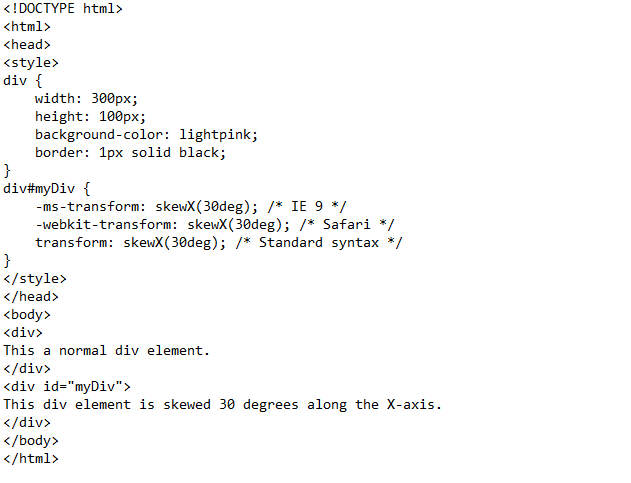 <!DOCTYPE html>
<html>
<head>
<style>
div {
    width: 300px;
    height: 100px;
    background-color: lightpink;
    border: 1px solid black;
}
div#myDiv {
    -ms-transform: skewX(30deg); /* IE 9 */
    -webkit-transform: skewX(30deg); /* Safari */
    transform: skewX(30deg); /* Standard syntax */
}
</style>
</head>
<body>
<div>
This a normal div element.
</div>
<div id="myDiv">
This div element is skewed 30 degrees along the X-axis.
</div>
</body>
</html>